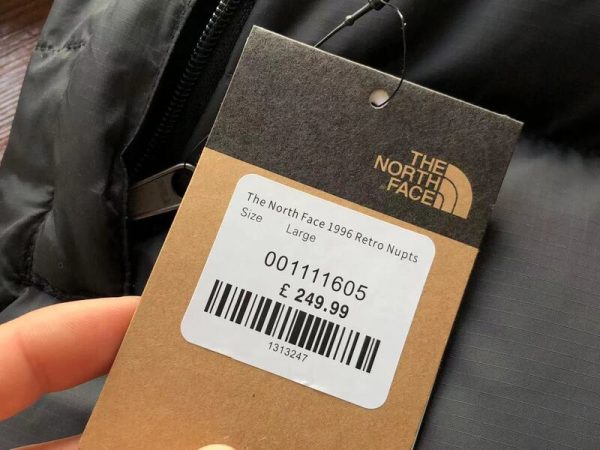 THE
NORTH
FACE
The North Face 1996 Retro Nupts
Size Large
001111605
£ 249.99
1313247